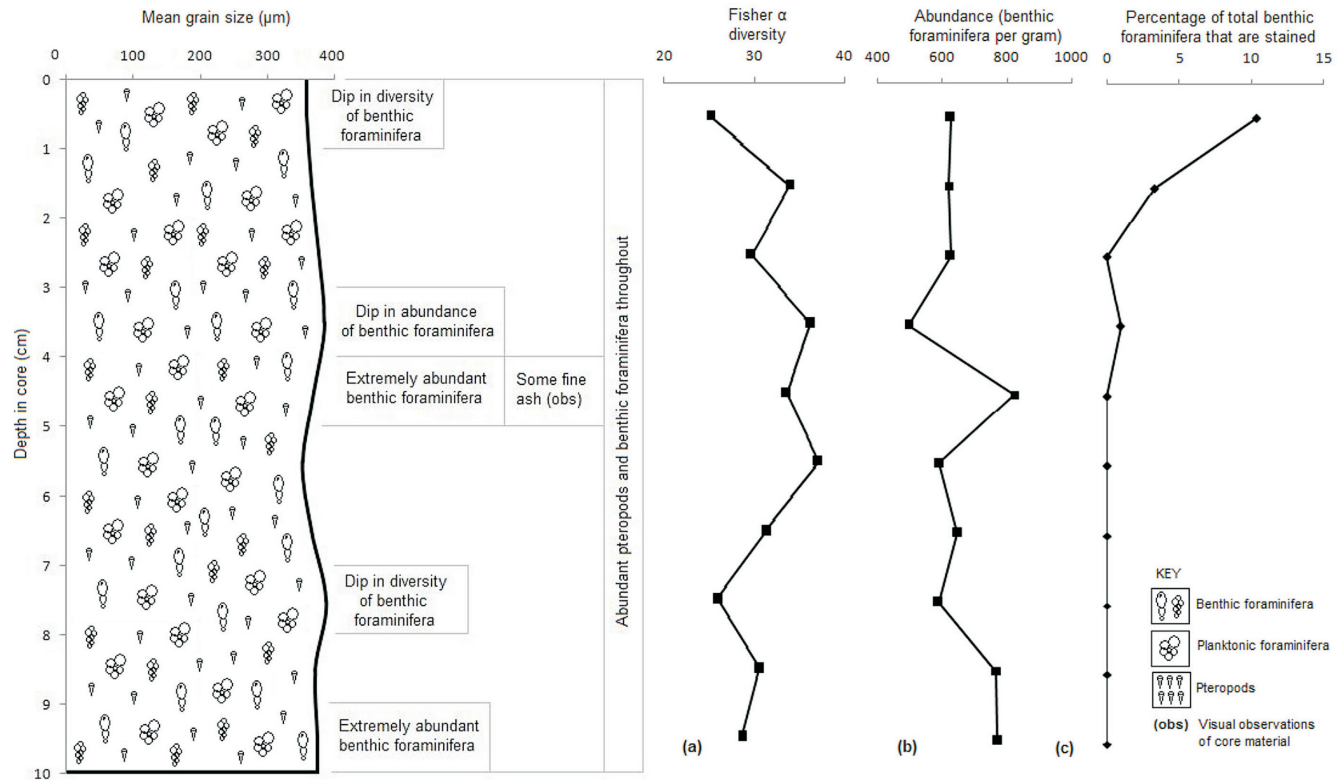 Mean grain size (µm)
0 100 200 300 400
Depth in core (cm)
0
1
2
3
4
5
6
7
8
9
10
Dip in diversity
of benthic
foraminifera
Dip in abundance
of benthic foraminifera
Extremely abundant
benthic foraminifera
Some fine
ash (obs)
Dip in diversity
of benthic
foraminifera
Extremely abundant
benthic foraminifera
Abundant pteropods and benthic foraminifera throughout
Fisher α
diversity
20 30 40
(a)
Abundance (benthic
foraminifera per gram)
400 600 800 1000
(b)
Percentage of total benthic
foraminifera that are stained
0 5 10 15
(c)
KEY
Benthic foraminifera
Planktonic foraminifera
Pteropods
(obs) Visual observations
of core material